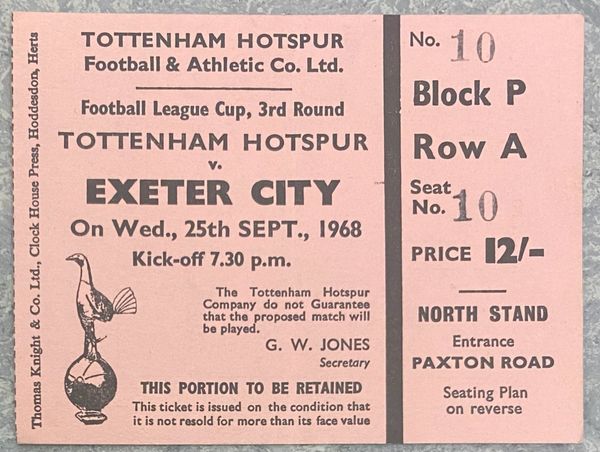 TOTTENHAM HOTSPUR
Football & Athletic Co. Ltd.
Football League Cup, 3rd Round
TOTTENHAM HOTSPUR
v.
EXETER CITY
On Wed., 25th SEPT., 1968
Kick-off 7.30 p.m.
The Tottenham Hotspur
Company do not Guarantee
that the proposed match will
be played.
G. W. JONES
Secretary
THIS PORTION TO BE RETAINED
This ticket is issued on the condition that
it is not resold for more than its face value
Thomas Knight & Co. Ltd., Clock House Press, Hoddesdon, Herts
No. 10
Block P
Row A
Seat
No. 10
PRICE 12/-
NORTH STAND
Entrance
PAXTON ROAD
Seating Plan
on reverse